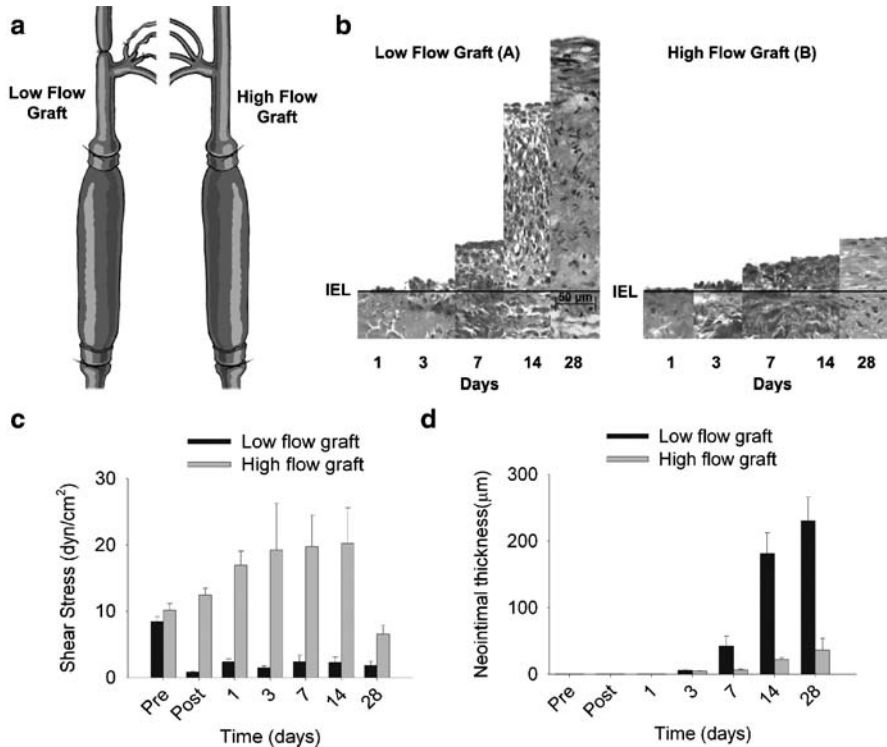 a
Low Flow
Graft
High Flow
Graft
b
Low Flow Graft (A)
High Flow Graft (B)
IEL
50 μm
1 3 7 14 28
Days
IEL
1 3 7 14 28
Days
c
Low flow graft
High flow graft
Shear Stress (dyn/cm²)
30
20
10
0
Pre Post 1 3 7 14 28
Time (days)
d
Low flow graft
High flow graft
Neointimal thickness(μm)
300
200
100
0
Pre Post 1 3 7 14 28
Time (days)